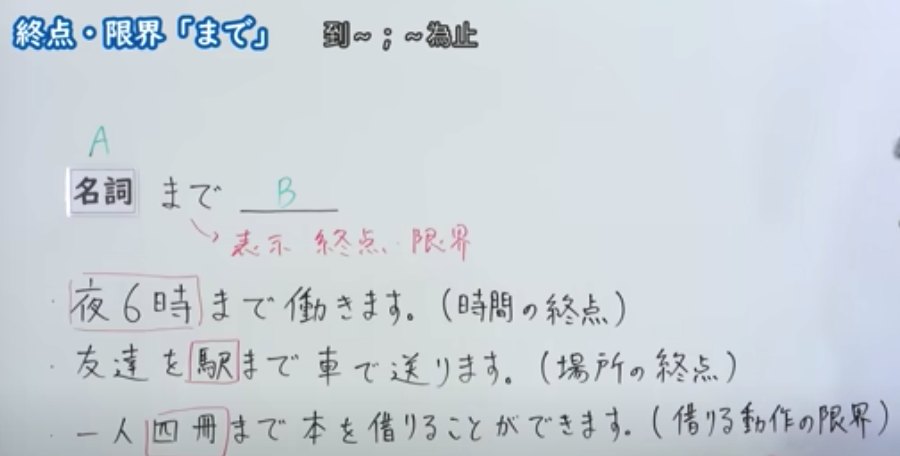 終点・限界「まで」 到～；～為止
A
名詞 まで B
表示 終点・限界
・夜6時まで働きます。(時間の終点)
・友達を駅まで車で送ります。(場所の終点)
・一人四冊まで本を借りることができます。(借りる動作の限界)